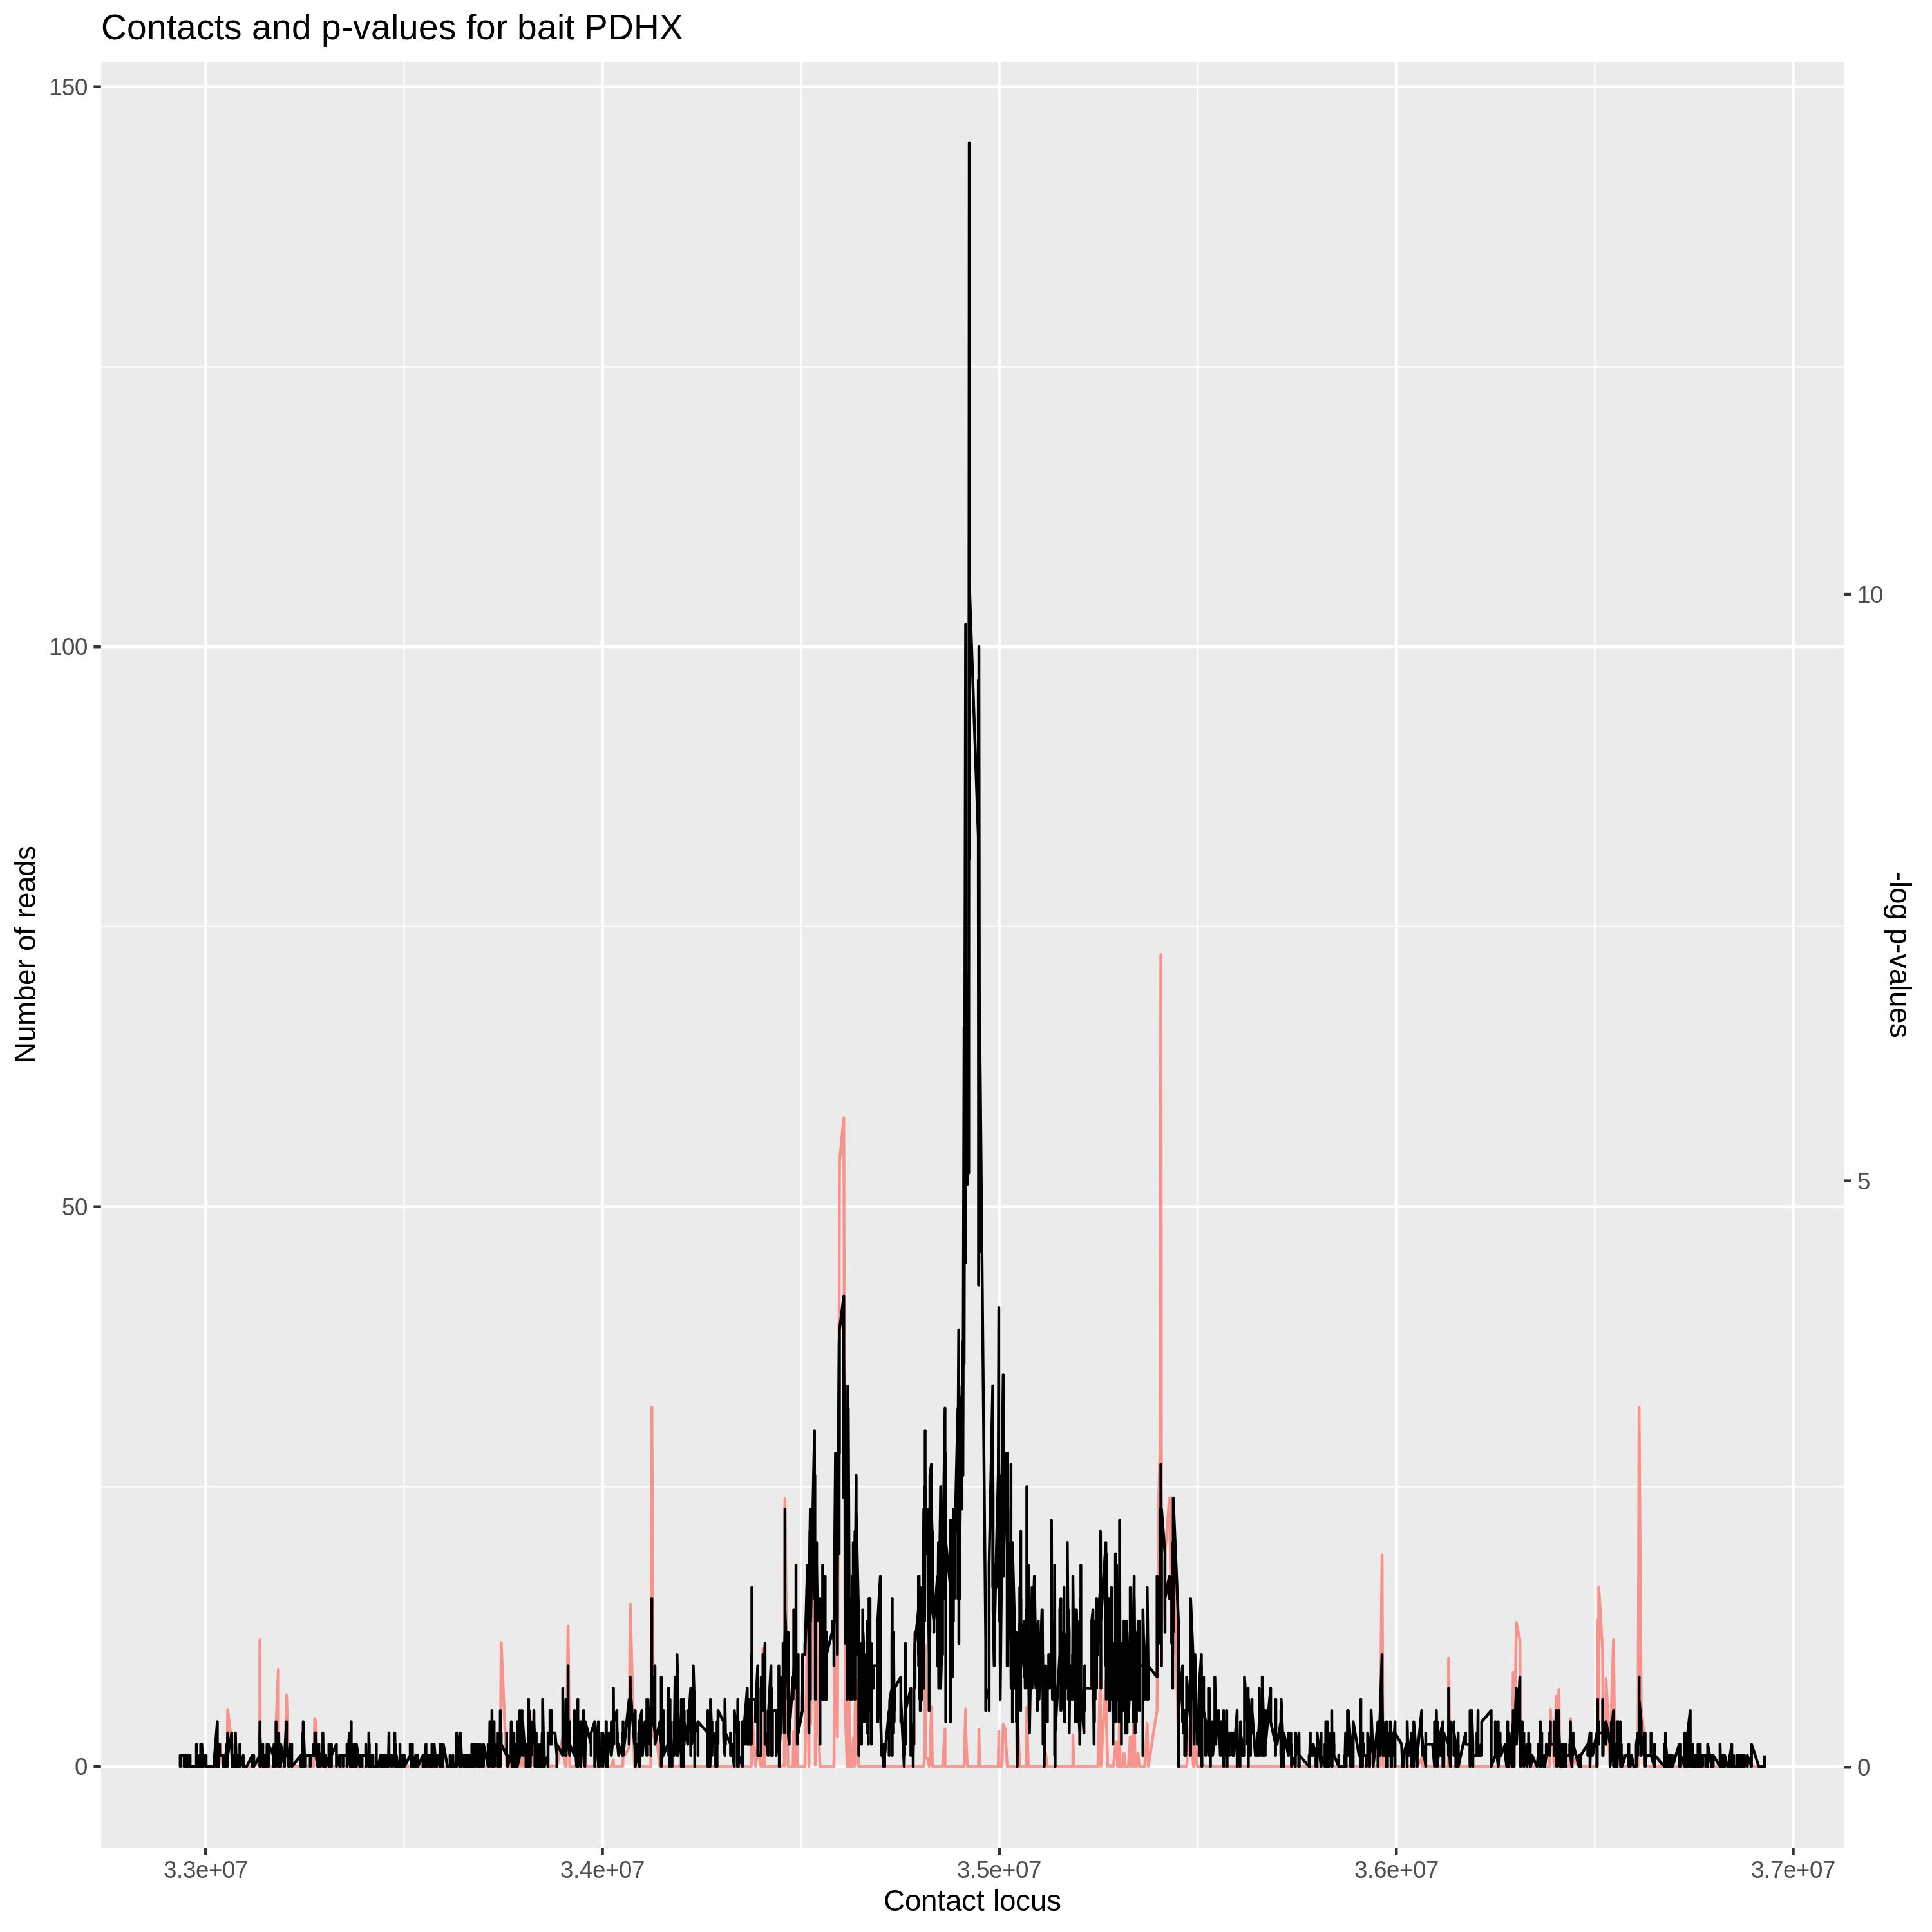 Contacts and p-values for bait PDHX
150
100
50
0
Number of reads
10
5
0
-log p-values
3.3e+07
3.4e+07
3.5e+07
3.6e+07
3.7e+07
Contact locus